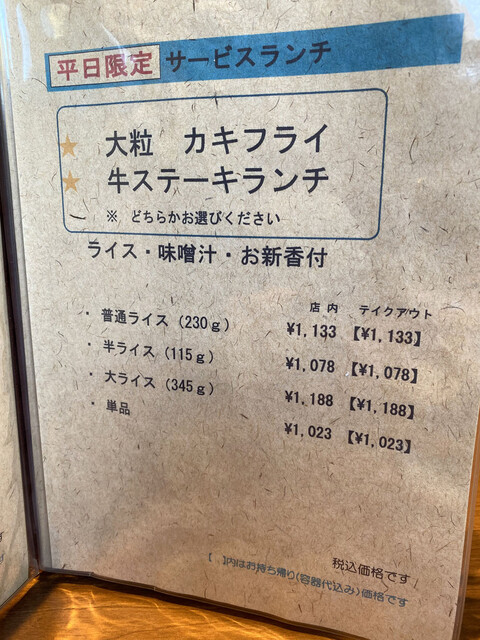 平日限定 サービスランチ
★ 大粒 カキフライ
★ 牛ステーキランチ
※ どちらかお選びください
ライス・味噌汁・お新香付
店内 テイクアウト
・普通ライス(230g) ¥1,133 【¥1,133】
・半ライス(115g) ¥1,078 【¥1,078】
・大ライス(345g) ¥1,188 【¥1,188】
・単品 ¥1,023 【¥1,023】
税込価格です
【 】内はお持ち帰り(容器代込み)価格です